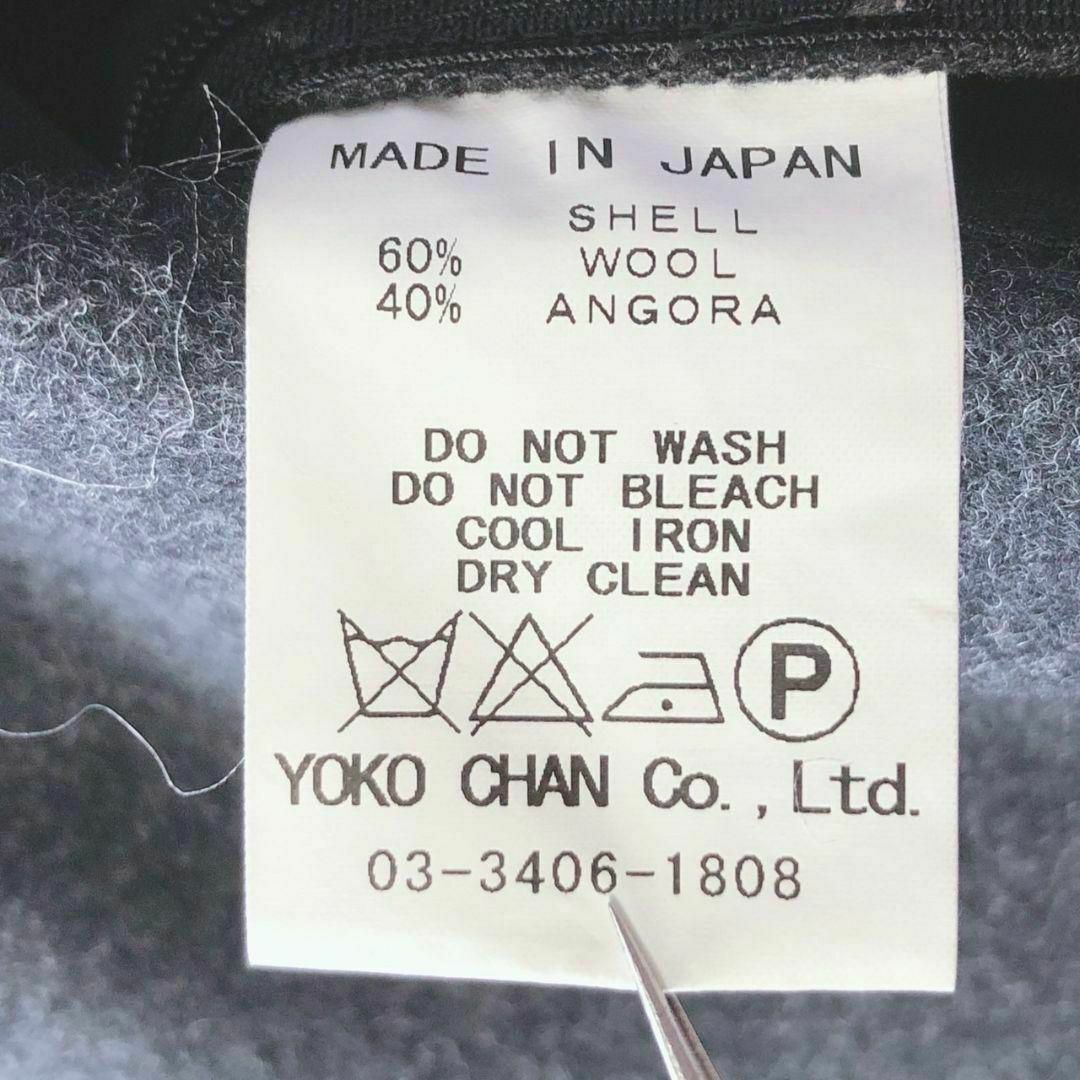 MADE IN JAPAN
SHELL
60% WOOL
40% ANGORA
DO NOT WASH
DO NOT BLEACH
COOL IRON
DRY CLEAN
P
YOKO CHAN Co., Ltd.
03-3406-1808